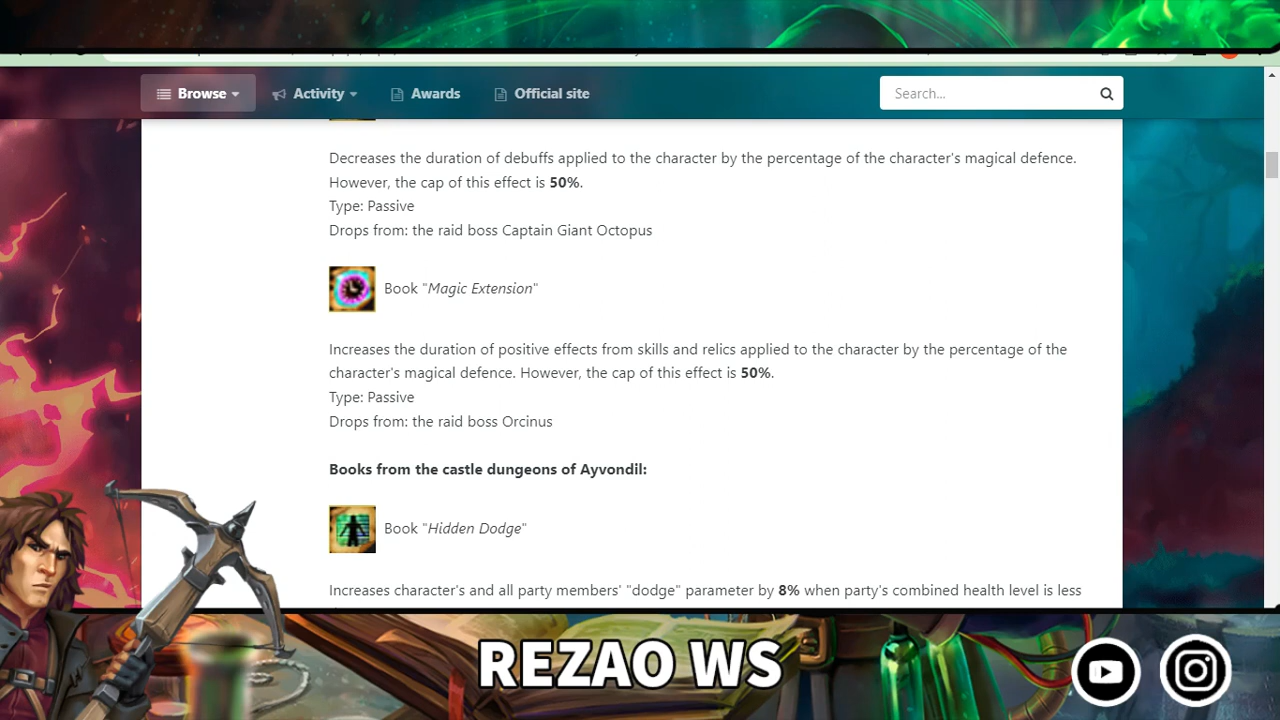 Browse
Activity
Awards
Official site
Search...
Decreases the duration of debuffs applied to the character by the percentage of the character's magical defence.
However, the cap of this effect is 50%.
Type: Passive
Drops from: the raid boss Captain Giant Octopus
Book "Magic Extension"
Increases the duration of positive effects from skills and relics applied to the character by the percentage of the
character's magical defence. However, the cap of this effect is 50%.
Type: Passive
Drops from: the raid boss Orcinus
Books from the castle dungeons of Ayvondil:
Book "Hidden Dodge"
Increases character's and all party members' "dodge" parameter by 8% when party's combined health level is less
REZAO WS